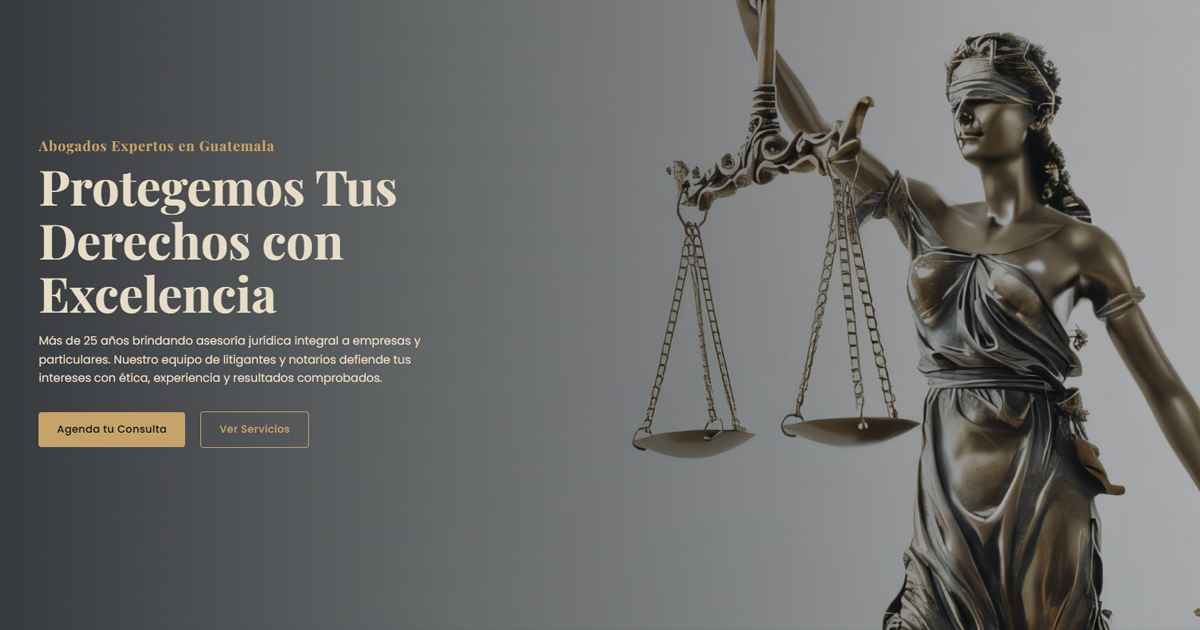 Abogados Expertos en Guatemala
Protegemos Tus
Derechos con
Excelencia
Más de 25 años brindando asesoría jurídica integral a empresas y
particulares. Nuestro equipo de litigantes y notarios defiende tus
intereses con ética, experiencia y resultados comprobados.
Agenda tu Consulta
Ver Servicios